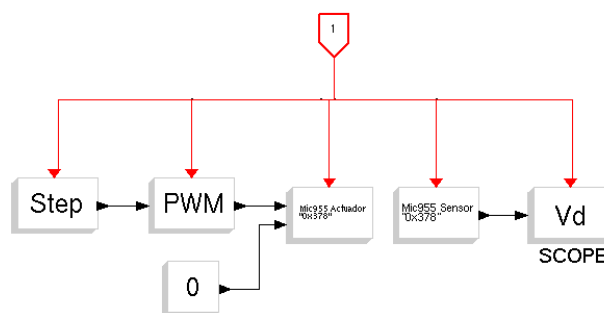 1
Step
PWM
Mic955 Actuador
"0x378"
Mic955 Sensor
"0x378"
Vd
0
SCOPE